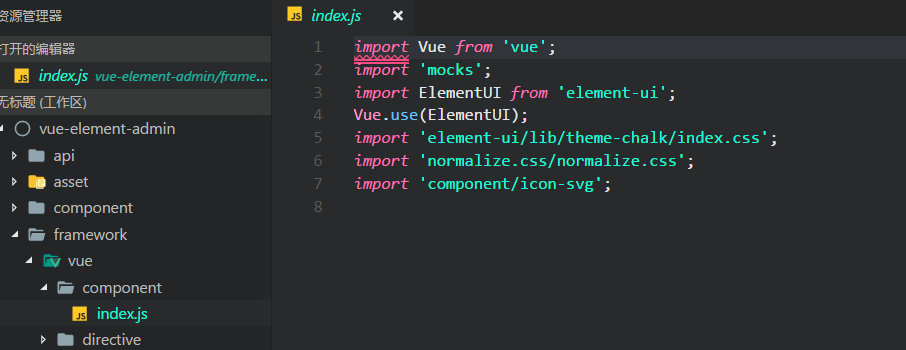 资源管理器
打开的编辑器
JS index.js vue-element-admin/frame...
无标题 (工作区)
vue-element-admin
api
asset
component
framework
vue
component
JS index.js
directive
JS index.js ×
1 import Vue from 'vue';
2 import 'mocks';
3 import ElementUI from 'element-ui';
4 Vue.use(ElementUI);
5 import 'element-ui/lib/theme-chalk/index.css';
6 import 'normalize.css/normalize.css';
7 import 'component/icon-svg';
8